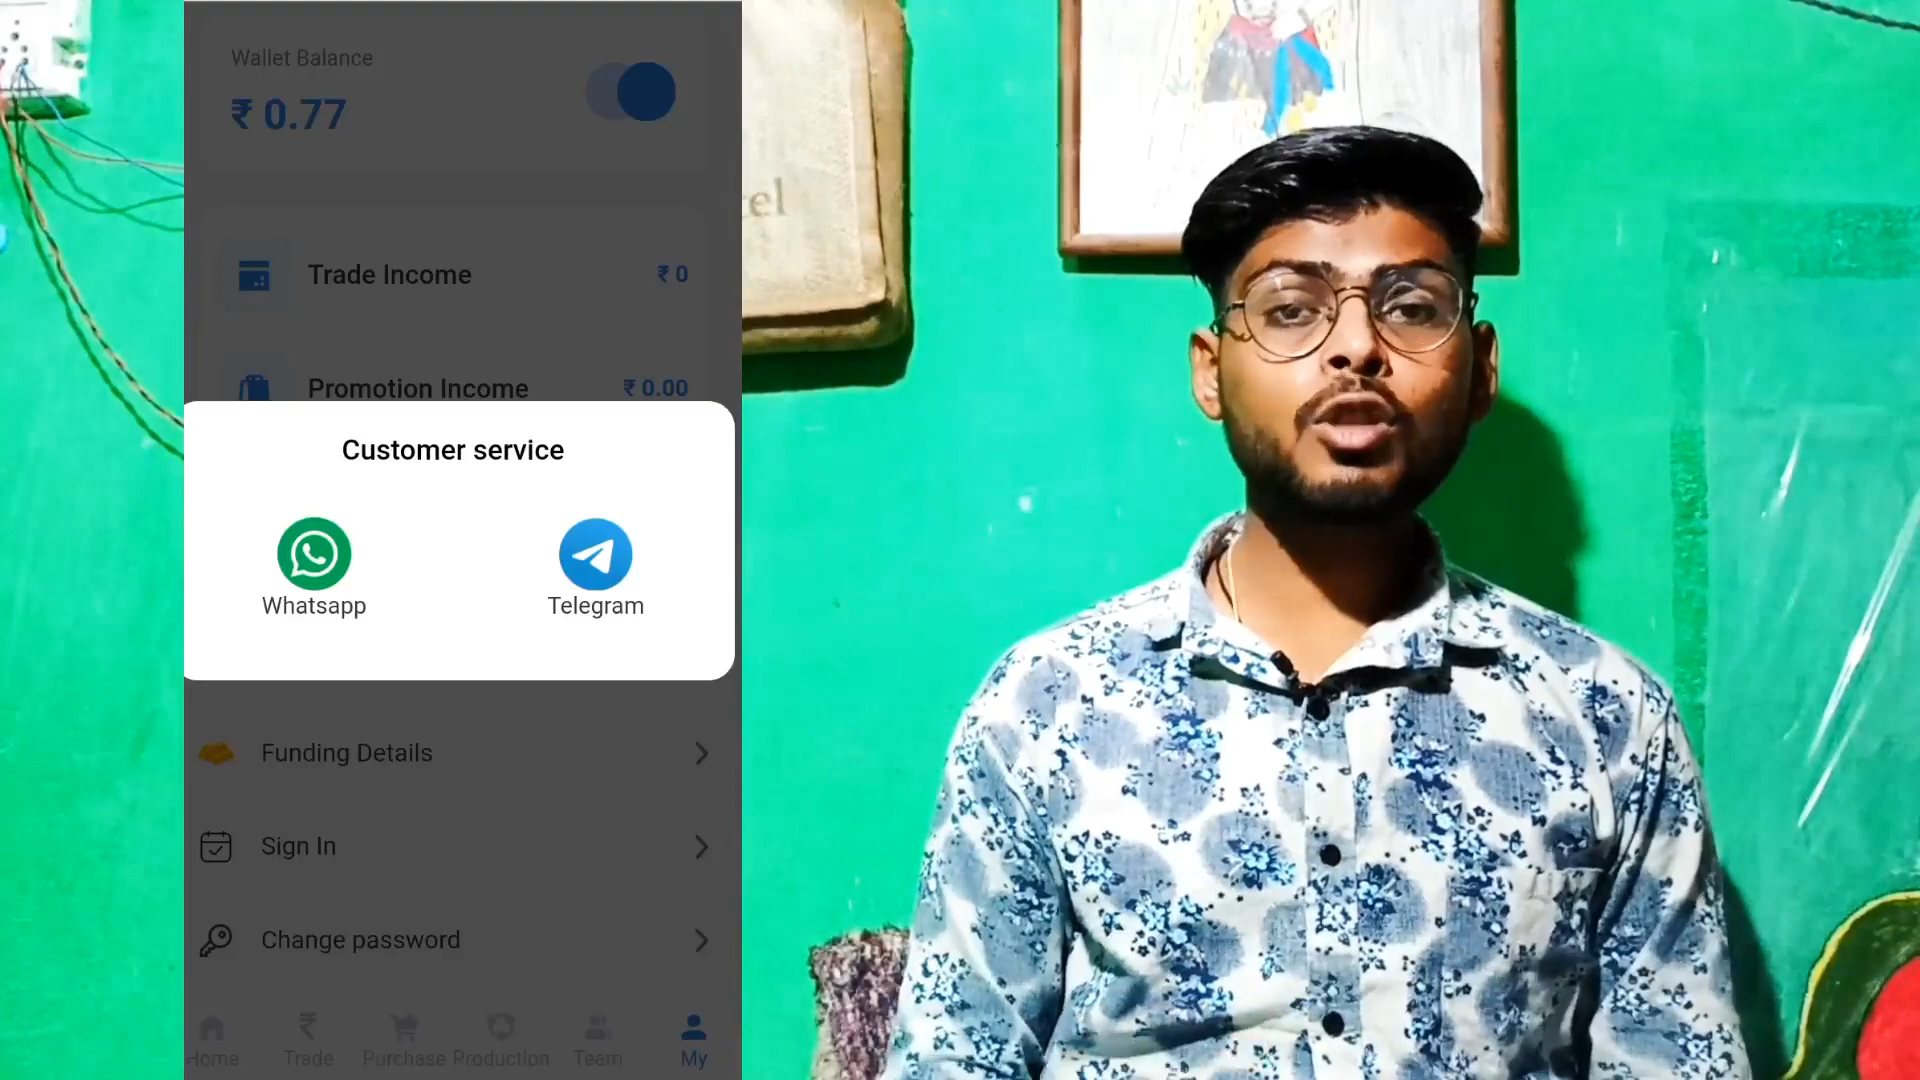 Wallet Balance
₹ 0.77
Trade Income ₹ 0
Promotion Income ₹ 0.00
Customer service
Whatsapp Telegram
Funding Details
Sign In
Change password
Home Trade Purchase Production Team My